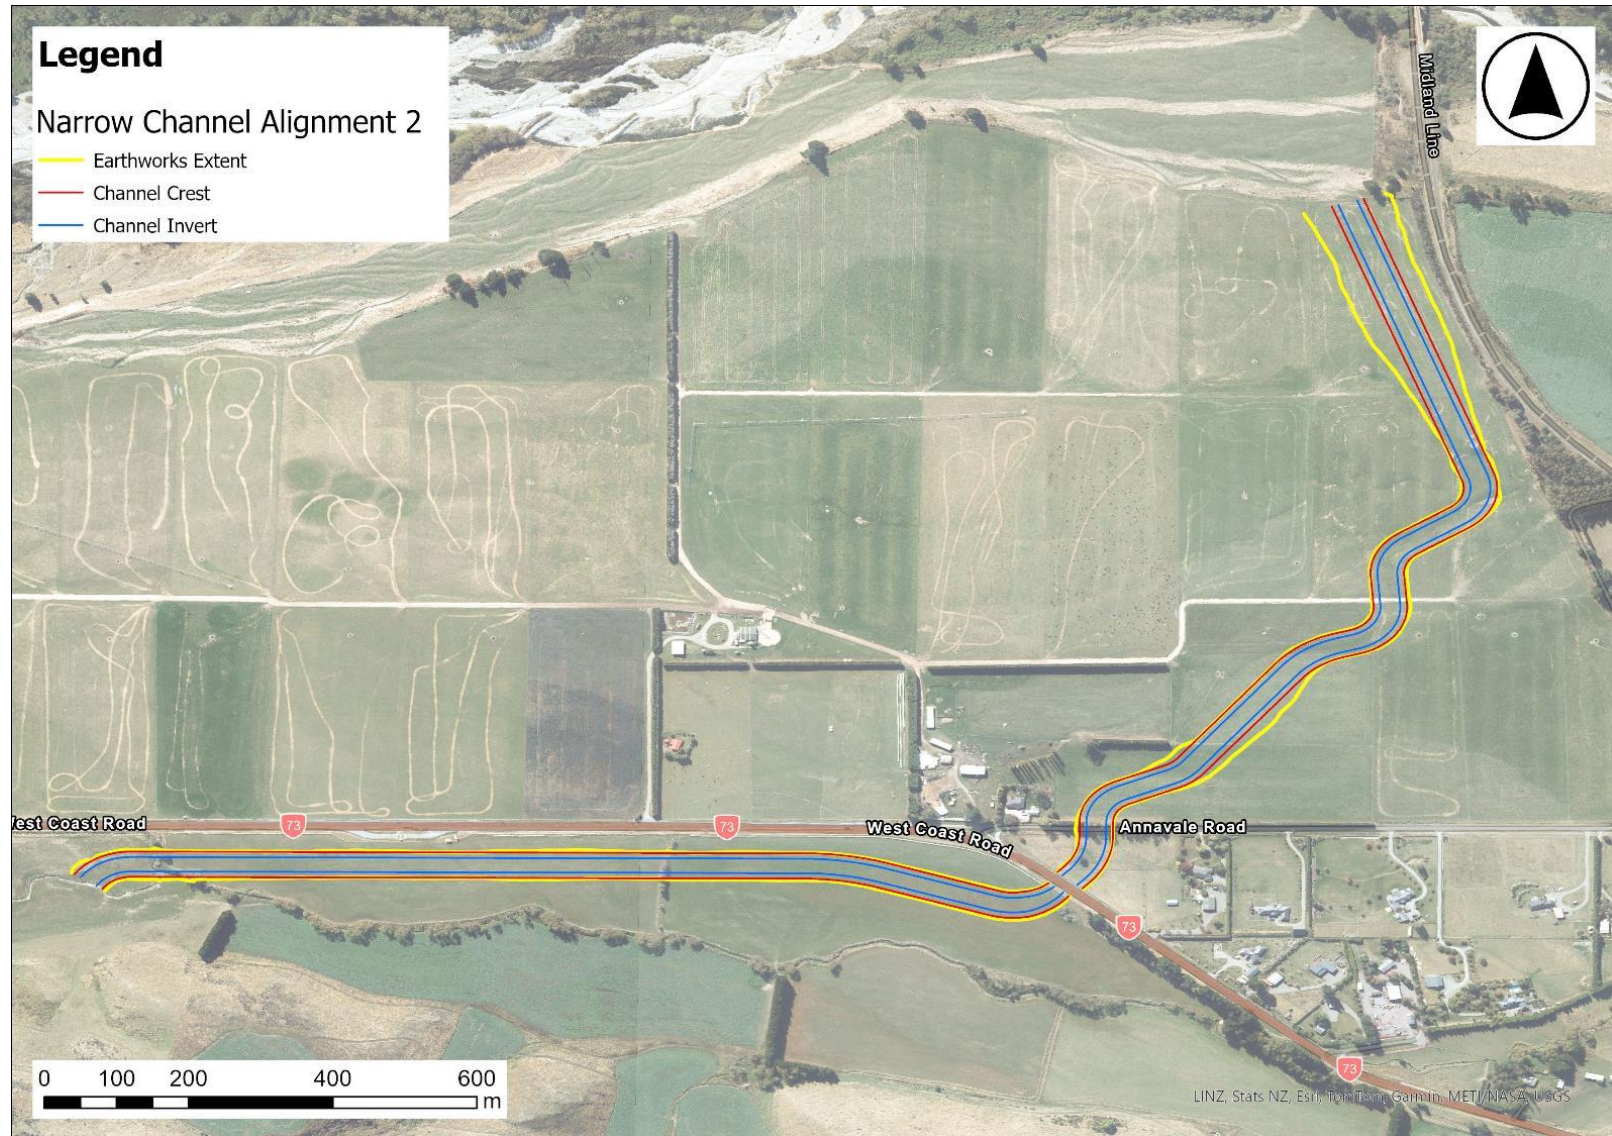 Legend
Narrow Channel Alignment 2
Earthworks Extent
Channel Crest
Channel Invert
Midland Line
West Coast Road
73
73
West Coast Road
Annavale Road
73
73
0 100 200 400 600
m
LINZ, Stats NZ, Esri, TomTom, Garmin, METI/NASA, USGS